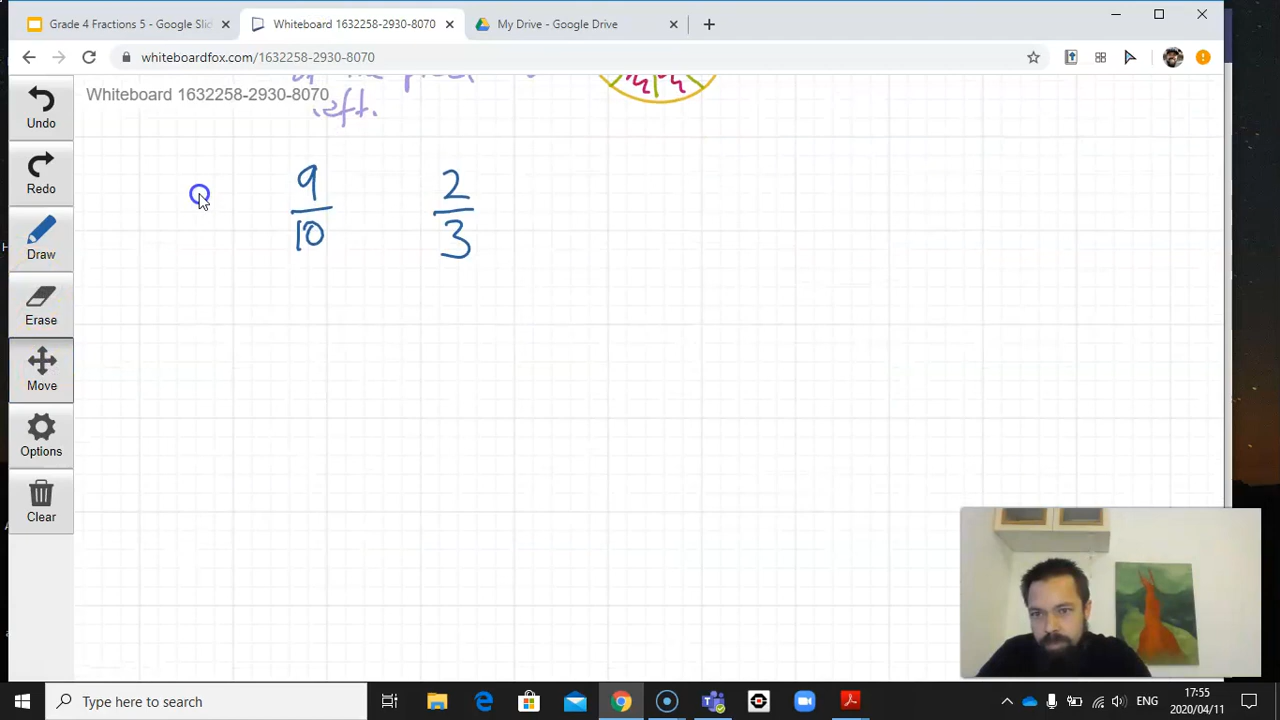 Grade 4 Fractions 5 - Google Slid
Whiteboard 1632258-2930-8070
My Drive - Google Drive
whiteboardfox.com/1632258-2930-8070
Whiteboard 1632258-2930-8070
left.
Undo
Redo
Draw
Erase
Move
Options
Clear
9
10
2
3
Type here to search
ENG
17:55
2020/04/11